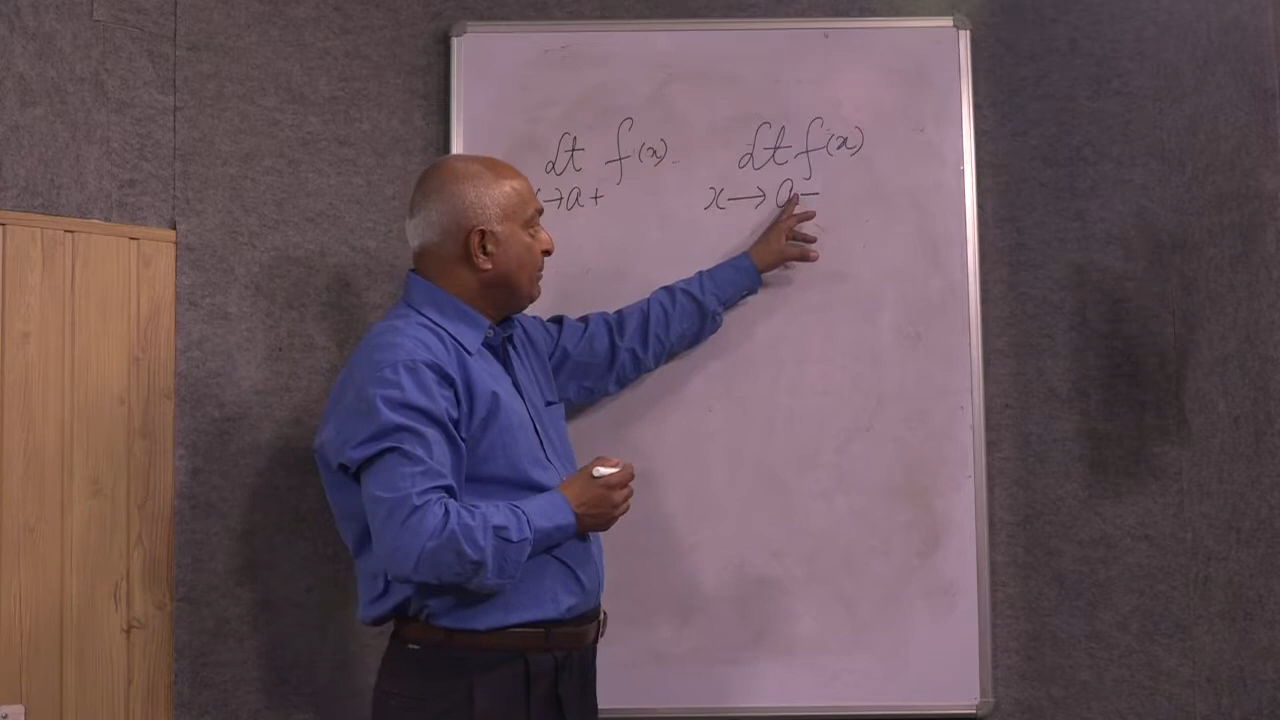 lt f(x) lt f(x)
x→a+ x→a-